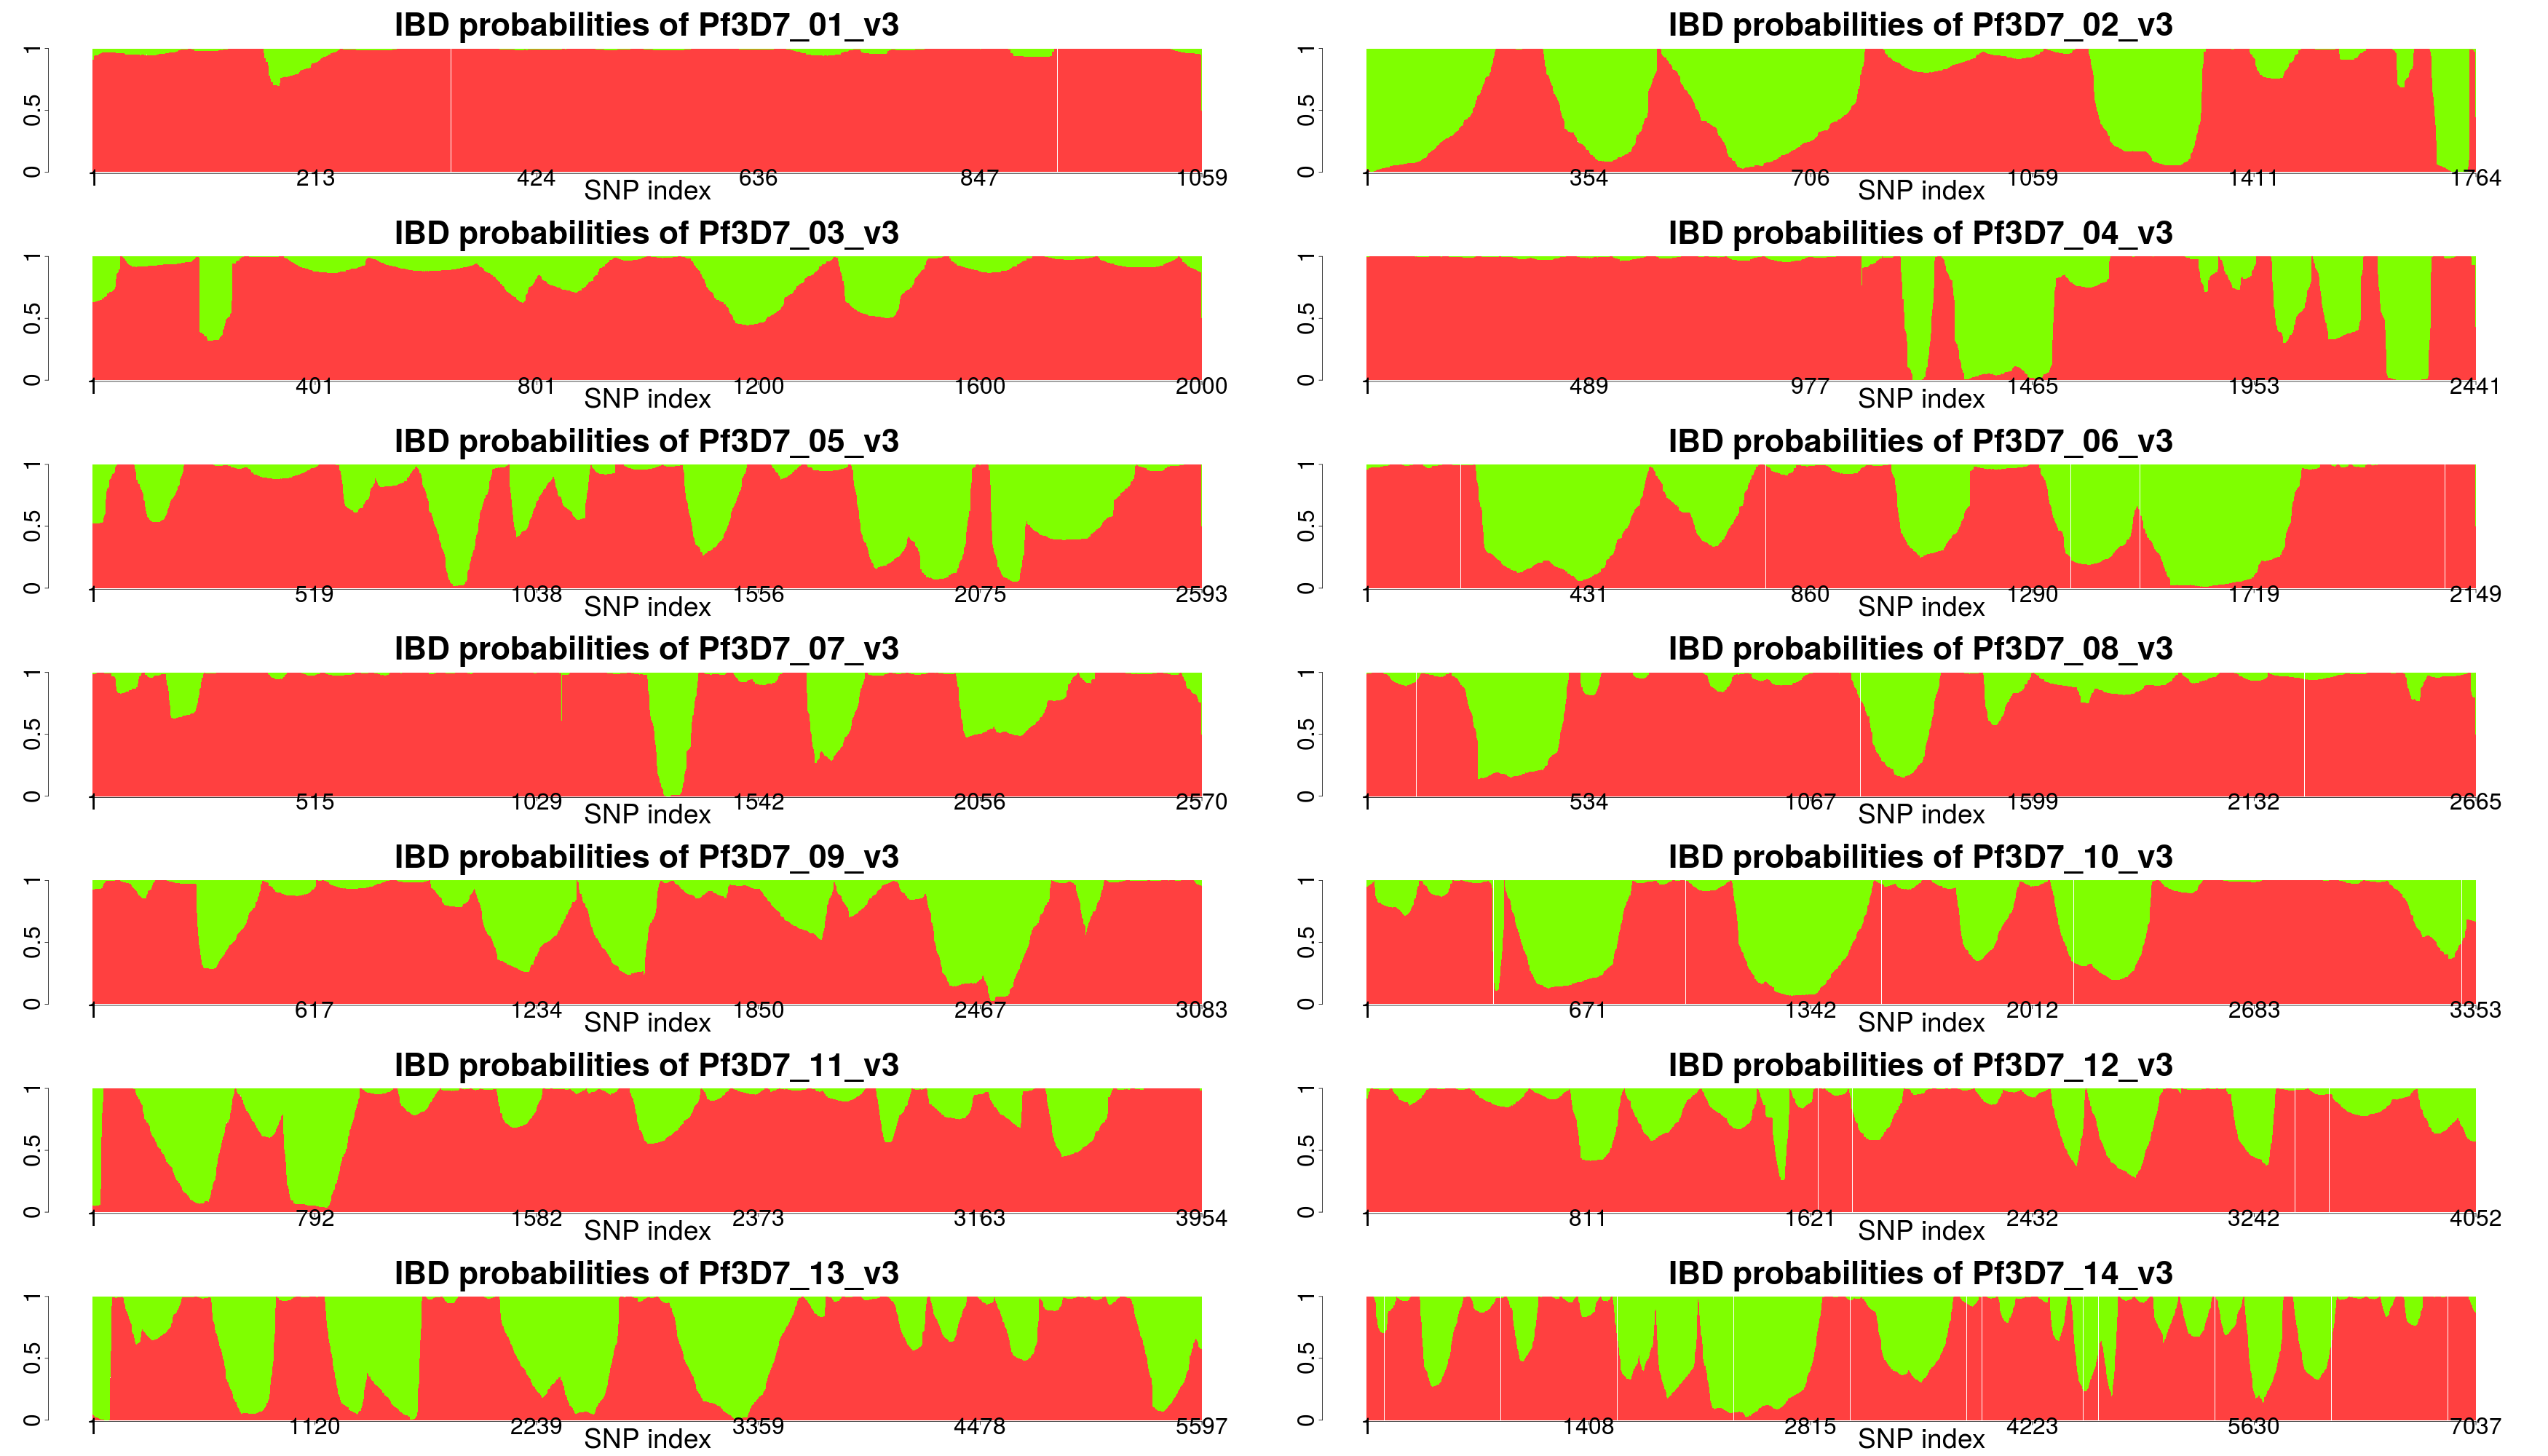 IBD probabilities of Pf3D7_01_v3
0 0.5 1
1 213 424 636 847 1059
SNP index
IBD probabilities of Pf3D7_02_v3
0 0.5 1
1 354 706 1059 1411 1764
SNP index
IBD probabilities of Pf3D7_03_v3
0 0.5 1
1 401 801 1200 1600 2000
SNP index
IBD probabilities of Pf3D7_04_v3
0 0.5 1
1 489 977 1465 1953 2441
SNP index
IBD probabilities of Pf3D7_05_v3
0 0.5 1
1 519 1038 1556 2075 2593
SNP index
IBD probabilities of Pf3D7_06_v3
0 0.5 1
1 431 860 1290 1719 2149
SNP index
IBD probabilities of Pf3D7_07_v3
0 0.5 1
1 515 1029 1542 2056 2570
SNP index
IBD probabilities of Pf3D7_08_v3
0 0.5 1
1 534 1067 1599 2132 2665
SNP index
IBD probabilities of Pf3D7_09_v3
0 0.5 1
1 617 1234 1850 2467 3083
SNP index
IBD probabilities of Pf3D7_10_v3
0 0.5 1
1 671 1342 2012 2683 3353
SNP index
IBD probabilities of Pf3D7_11_v3
0 0.5 1
1 792 1582 2373 3163 3954
SNP index
IBD probabilities of Pf3D7_12_v3
0 0.5 1
1 811 1621 2432 3242 4052
SNP index
IBD probabilities of Pf3D7_13_v3
0 0.5 1
1 1120 2239 3359 4478 5597
SNP index
IBD probabilities of Pf3D7_14_v3
0 0.5 1
1 1408 2815 4223 5630 7037
SNP index